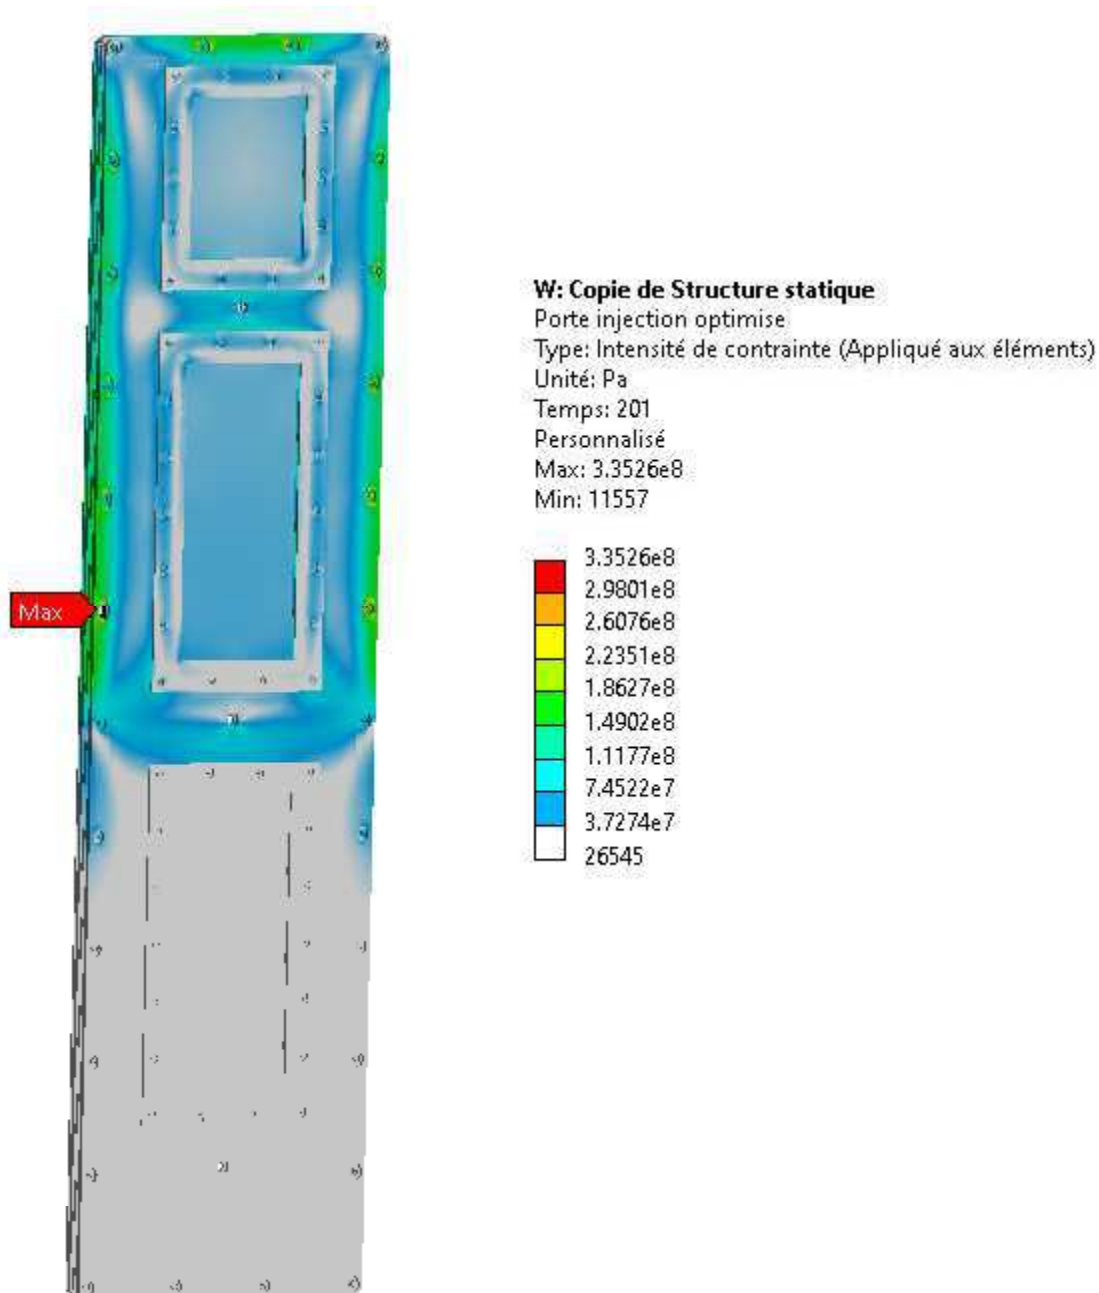 W: Copie de Structure statique
Porte injection optimise
Type: Intensité de contrainte (Appliqué aux éléments)
Unité: Pa
Temps: 201
Personnalisé
Max: 3.3526e8
Min: 11557
3.3526e8
2.9801e8
2.6076e8
2.2351e8
1.8627e8
1.4902e8
1.1177e8
7.4522e7
3.7274e7
26545
Max